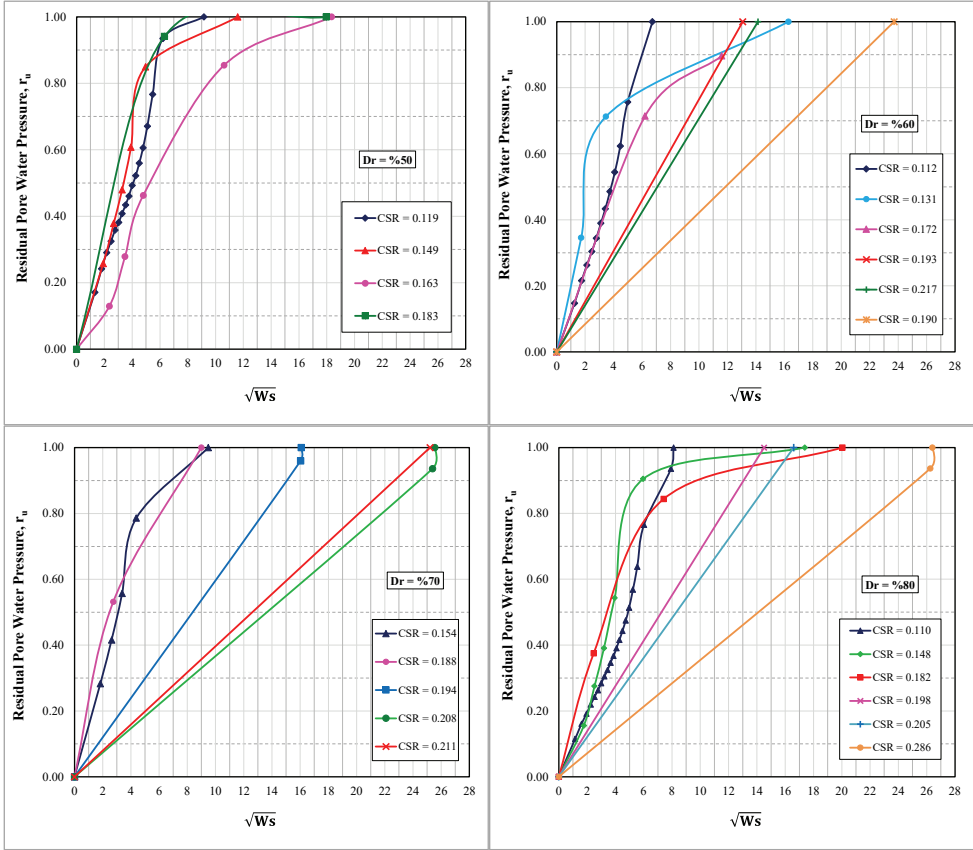 Residual Pore Water Pressure, r_u
1.00
0.80
0.60
0.40
0.20
0.00
0 2 4 6 8 10 12 14 16 18 20 22 24 26 28
√Ws
Dr = %50
CSR = 0.119
CSR = 0.149
CSR = 0.163
CSR = 0.183
Residual Pore Water Pressure, r_u
1.00
0.80
0.60
0.40
0.20
0.00
0 2 4 6 8 10 12 14 16 18 20 22 24 26 28
√Ws
Dr = %60
CSR = 0.112
CSR = 0.131
CSR = 0.172
CSR = 0.193
CSR = 0.217
CSR = 0.190
Residual Pore Water Pressure, r_u
1.00
0.80
0.60
0.40
0.20
0.00
0 2 4 6 8 10 12 14 16 18 20 22 24 26 28
√Ws
Dr = %70
CSR = 0.154
CSR = 0.188
CSR = 0.194
CSR = 0.208
CSR = 0.211
Residual Pore Water Pressure, r_u
1.00
0.80
0.60
0.40
0.20
0.00
0 2 4 6 8 10 12 14 16 18 20 22 24 26 28
√Ws
Dr = %80
CSR = 0.110
CSR = 0.148
CSR = 0.182
CSR = 0.198
CSR = 0.205
CSR = 0.286